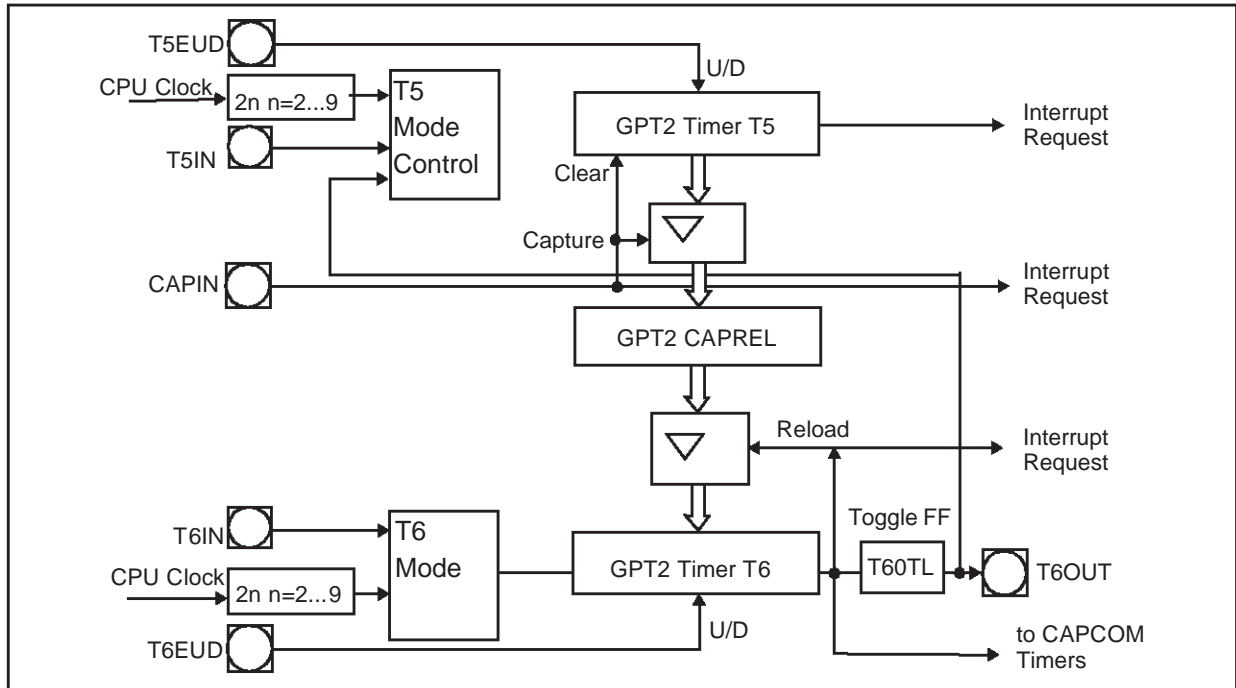 T5EUD
U/D
CPU Clock
2n n=2...9
T5
Mode
Control
GPT2 Timer T5
Interrupt
Request
T5IN
Clear
Capture
CAPIN
Interrupt
Request
GPT2 CAPREL
Reload
Interrupt
Request
T6IN
T6
Mode
Toggle FF
GPT2 Timer T6
T60TL
T6OUT
CPU Clock
2n n=2...9
U/D
T6EUD
to CAPCOM
Timers